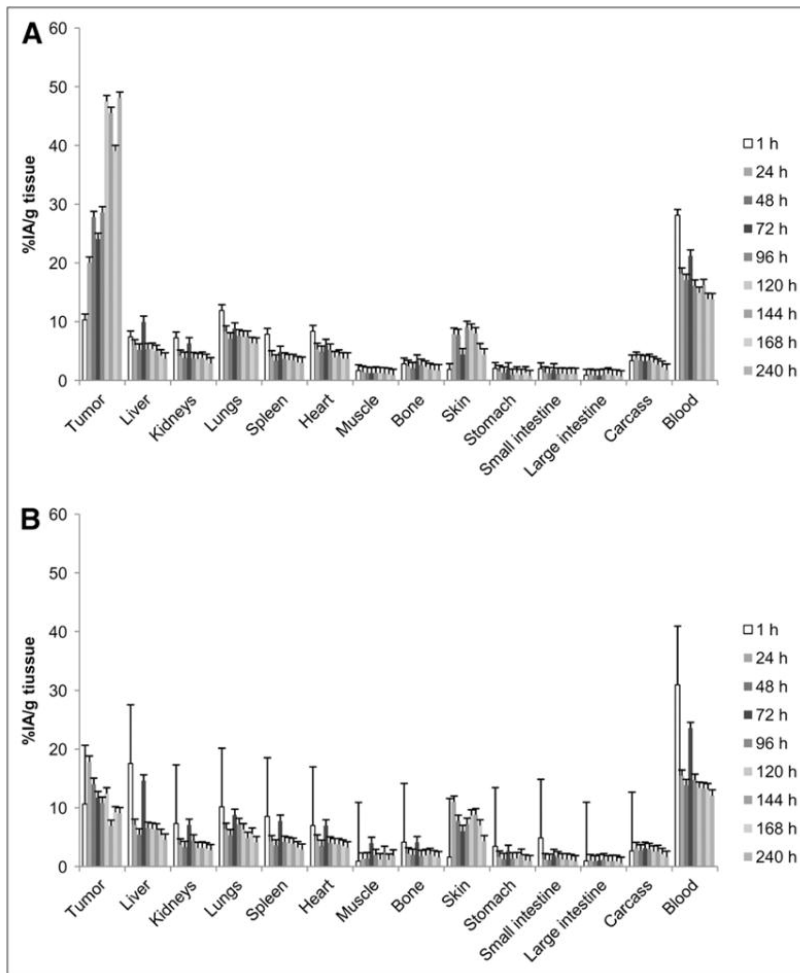 A
60
50
40
30
20
10
0
%IA/g tissue
Tumor
Liver
Kidneys
Lungs
Spleen
Heart
Muscle
Bone
Skin
Stomach
Small intestine
Large intestine
Carcass
Blood
1 h
24 h
48 h
72 h
96 h
120 h
144 h
168 h
240 h
B
60
50
40
30
20
10
0
%IA/g tiussue
Tumor
Liver
Kidneys
Lungs
Spleen
Heart
Muscle
Bone
Skin
Stomach
Small intestine
Large intestine
Carcass
Blood
1 h
24 h
48 h
72 h
96 h
120 h
144 h
168 h
240 h